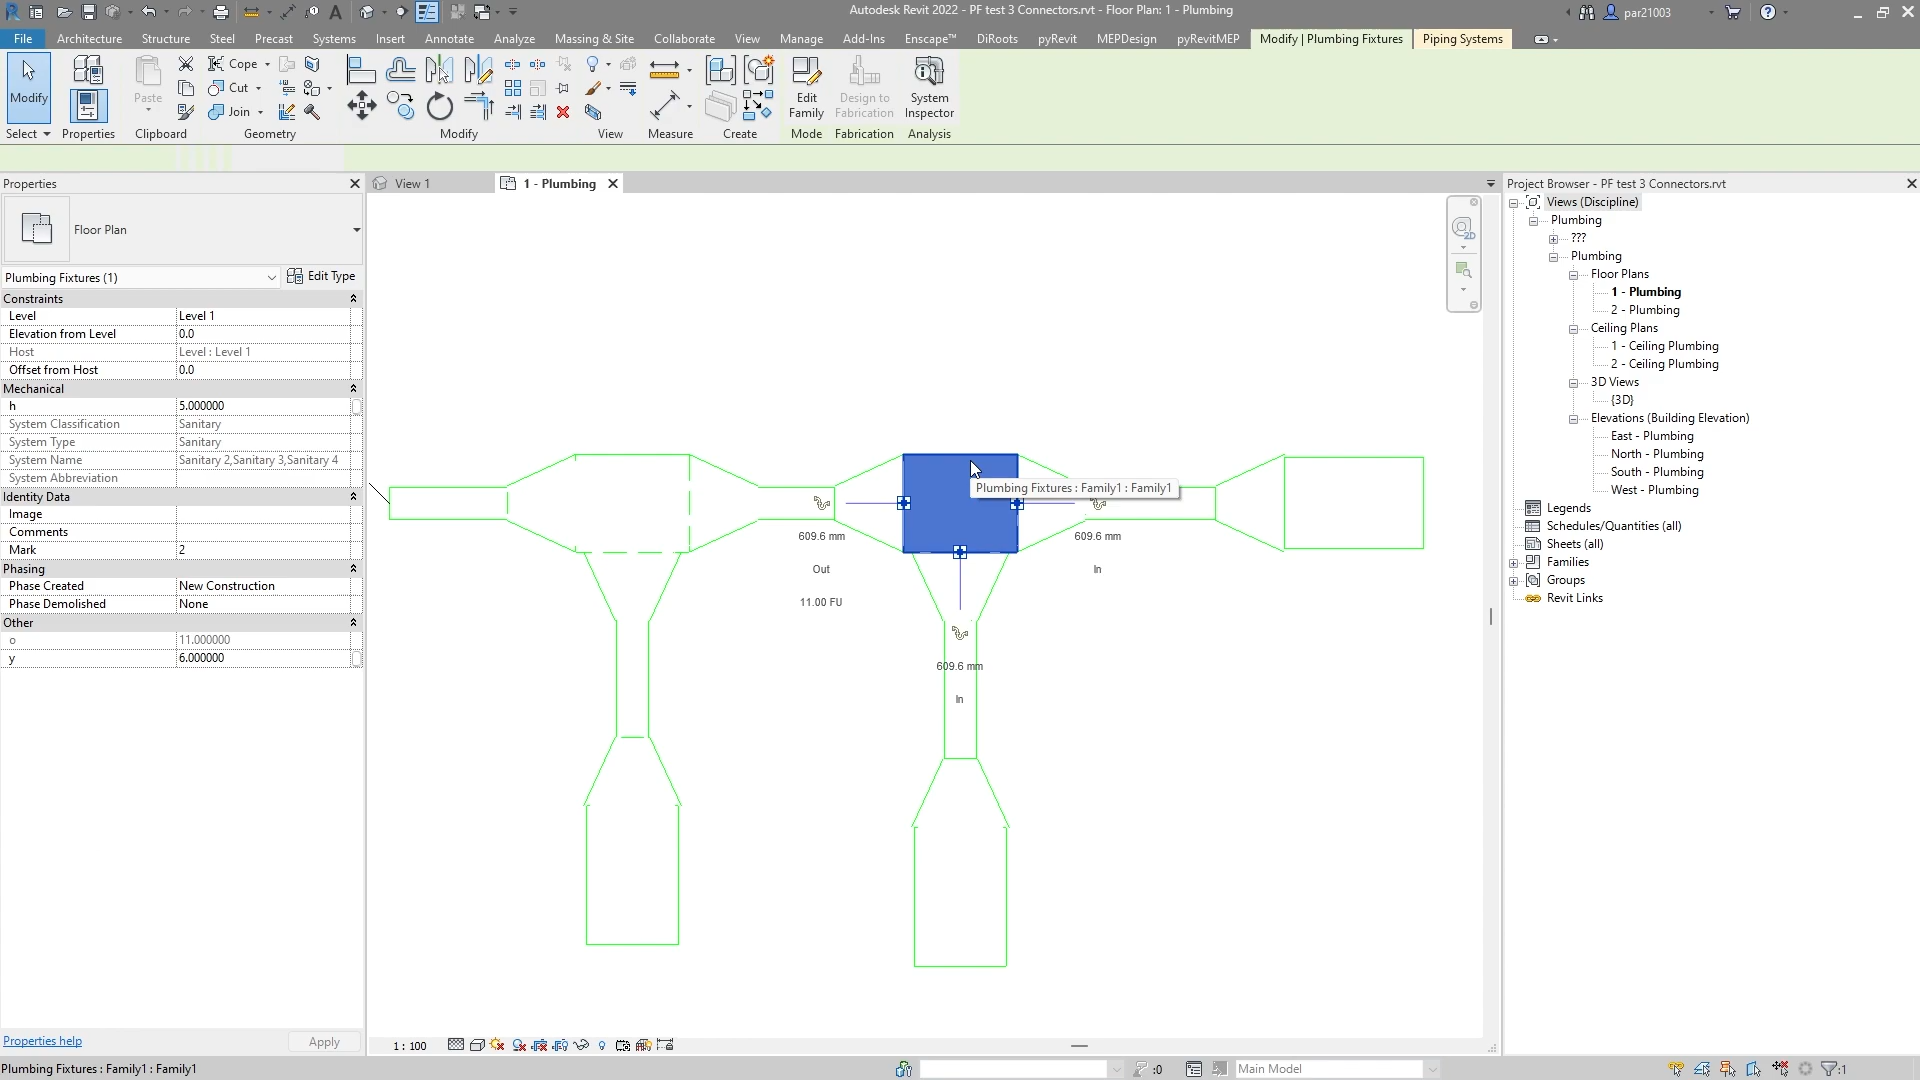 Autodesk Revit 2022 - PF test 3 Connectors.rvt - Floor Plan: 1 - Plumbing
par21003
File Architecture Structure Steel Precast Systems Insert Annotate Analyze Massing & Site Collaborate View Manage Add-Ins Enscape™ DiRoots pyRevit MEPDesign pyRevitMEP Modify | Plumbing Fixtures Piping Systems
Modify
Paste
Cope
Cut
Join
Edit Family
Design to Fabrication
System Inspector
Select Properties Clipboard Geometry Modify View Measure Create Mode Fabrication Analysis
Properties
Floor Plan
Plumbing Fixtures (1) Edit Type
Constraints
Level Level 1
Elevation from Level 0.0
Host Level : Level 1
Offset from Host 0.0
Mechanical
h 5.000000
System Classification Sanitary
System Type Sanitary
System Name Sanitary 2,Sanitary 3,Sanitary 4
System Abbreviation
Identity Data
Image
Comments
Mark 2
Phasing
Phase Created New Construction
Phase Demolished None
Other
o 11.000000
y 6.000000
Properties help Apply
View 1 1 - Plumbing
2D
Plumbing Fixtures : Family1 : Family1
609.6 mm
Out
11.00 FU
609.6 mm
In
609.6 mm
In
1 : 100
Project Browser - PF test 3 Connectors.rvt
Views (Discipline)
Plumbing
???
Plumbing
Floor Plans
1 - Plumbing
2 - Plumbing
Ceiling Plans
1 - Ceiling Plumbing
2 - Ceiling Plumbing
3D Views
{3D}
Elevations (Building Elevation)
East - Plumbing
North - Plumbing
South - Plumbing
West - Plumbing
Legends
Schedules/Quantities (all)
Sheets (all)
Families
Groups
Revit Links
Plumbing Fixtures : Family1 : Family1
:0
Main Model
:1